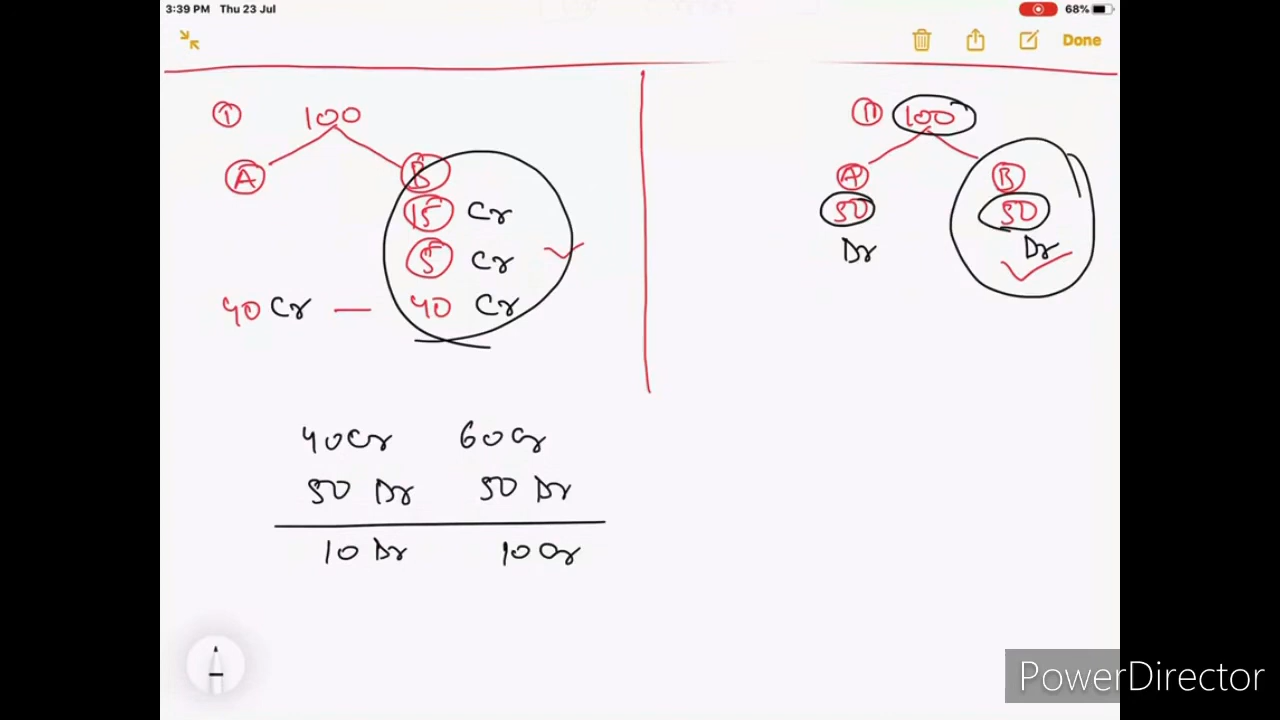 3:39 PM Thu 23 Jul
68%
Done
1 100
A B
15 Cr
5 Cr
40 Cr — 40 Cr
11 100
A B
50 50
Dr Dr
40 Cr 60 Cr
50 Dr 50 Dr
10 Dr 10 Cr
PowerDirector